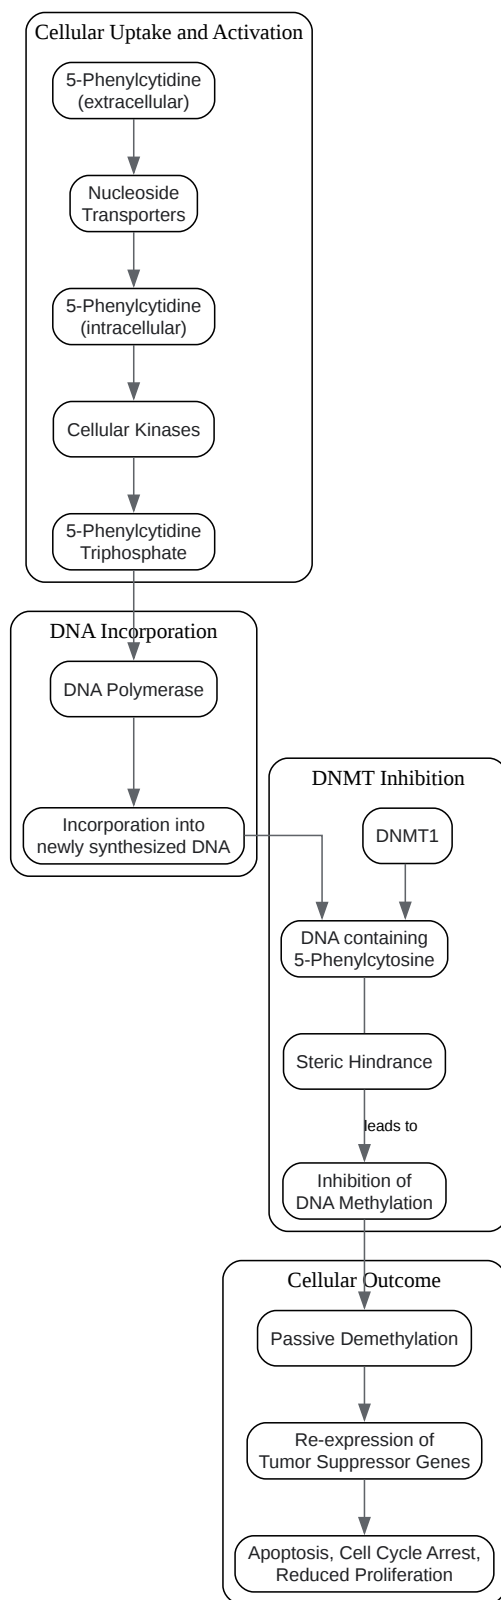 Cellular Uptake and Activation
5-Phenylcytidine
(extracellular)
Nucleoside
Transporters
5-Phenylcytidine
(intracellular)
Cellular Kinases
5-Phenylcytidine
Triphosphate
DNA Incorporation
DNA Polymerase
Incorporation into
newly synthesized DNA
DNMT Inhibition
DNMT1
DNA containing
5-Phenylcytosine
Steric Hindrance
leads to
Inhibition of
DNA Methylation
Cellular Outcome
Passive Demethylation
Re-expression of
Tumor Suppressor Genes
Apoptosis, Cell Cycle Arrest,
Reduced Proliferation